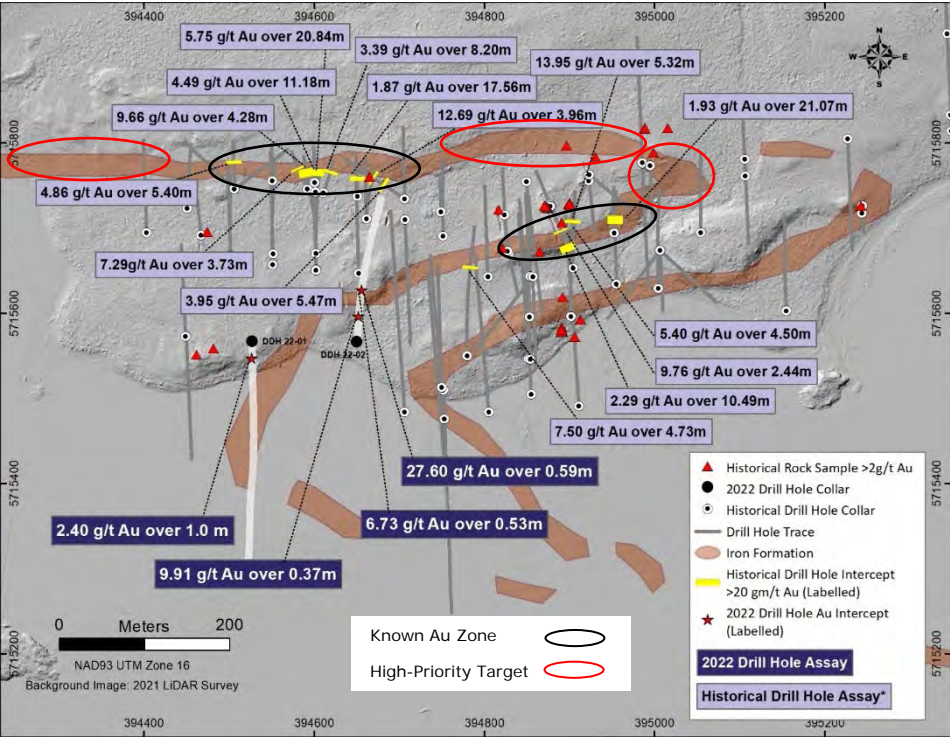 394400 394600 394800 395000 395200
5.75 g/t Au over 20.84m
3.39 g/t Au over 8.20m
13.95 g/t Au over 5.32m
4.49 g/t Au over 11.18m
1.87 g/t Au over 17.56m
1.93 g/t Au over 21.07m
9.66 g/t Au over 4.28m
12.69 g/t Au over 3.96m
N
W E
S
5715800
5715800
4.86 g/t Au over 5.40m
7.29g/t Au over 3.73m
3.95 g/t Au over 5.47m
5715600
5715600
DDH 22-01
DDH 22-02
5.40 g/t Au over 4.50m
9.76 g/t Au over 2.44m
2.29 g/t Au over 10.49m
7.50 g/t Au over 4.73m
27.60 g/t Au over 0.59m
5715400
5715400
6.73 g/t Au over 0.53m
2.40 g/t Au over 1.0 m
9.91 g/t Au over 0.37m
Historical Rock Sample >2g/t Au
2022 Drill Hole Collar
Historical Drill Hole Collar
Drill Hole Trace
Iron Formation
Historical Drill Hole Intercept
>20 gm/t Au (Labelled)
2022 Drill Hole Au Intercept
(Labelled)
2022 Drill Hole Assay
Historical Drill Hole Assay*
0 Meters 200
NAD93 UTM Zone 16
Background Image: 2021 LiDAR Survey
Known Au Zone
High-Priority Target
5715200
5715200
394400 394600 394800 395000 395200